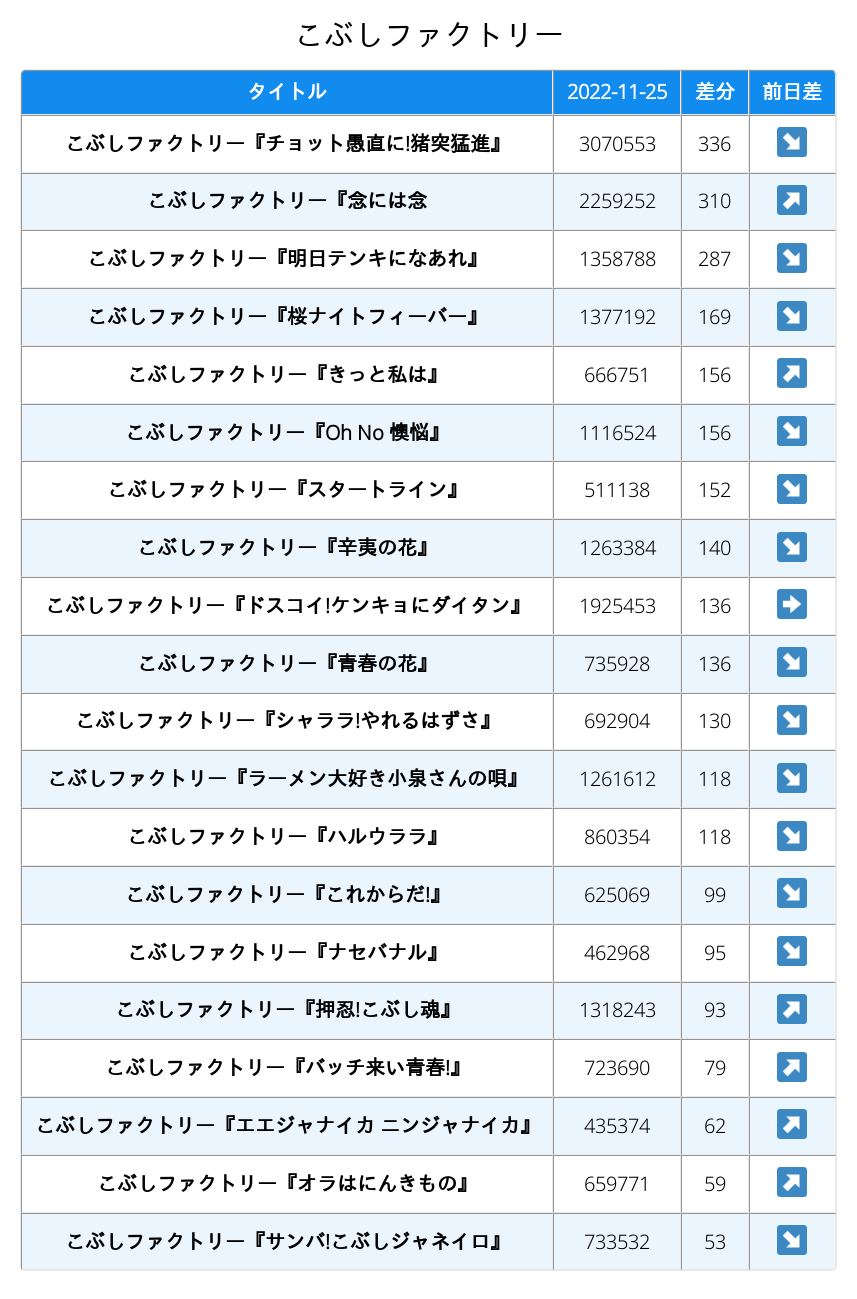 こぶしファクトリー
タイトル 2022-11-25 差分 前日差
こぶしファクトリー『チョット愚直に!猪突猛進』 3070553 336 ↘
こぶしファクトリー『念には念 2259252 310 ↗
こぶしファクトリー『明日テンキになあれ』 1358788 287 ↘
こぶしファクトリー『桜ナイトフィーバー』 1377192 169 ↘
こぶしファクトリー『きっと私は』 666751 156 ↗
こぶしファクトリー『Oh No 懊悩』 1116524 156 ↘
こぶしファクトリー『スタートライン』 511138 152 ↘
こぶしファクトリー『辛夷の花』 1263384 140 ↘
こぶしファクトリー『ドスコイ!ケンキョにダイタン』 1925453 136 ➡
こぶしファクトリー『青春の花』 735928 136 ↘
こぶしファクトリー『シャララ!やれるはずさ』 692904 130 ↘
こぶしファクトリー『ラーメン大好き小泉さんの唄』 1261612 118 ↘
こぶしファクトリー『ハルウララ』 860354 118 ↘
こぶしファクトリー『これからだ!』 625069 99 ↘
こぶしファクトリー『ナセバナル』 462968 95 ↘
こぶしファクトリー『押忍!こぶし魂』 1318243 93 ↗
こぶしファクトリー『バッチ来い青春!』 723690 79 ↗
こぶしファクトリー『エエジャナイカ ニンジャナイカ』 435374 62 ↗
こぶしファクトリー『オラはにんきもの』 659771 59 ↗
こぶしファクトリー『サンバ!こぶしジャネイロ』 733532 53 ↘